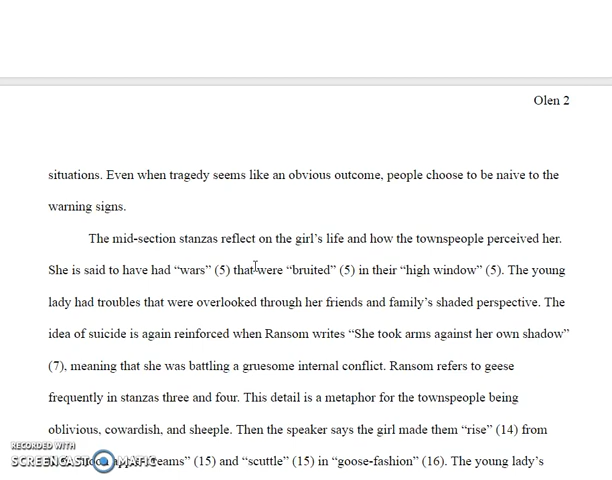 Olen 2
situations. Even when tragedy seems like an obvious outcome, people choose to be naive to the
warning signs.
The mid-section stanzas reflect on the girl’s life and how the townspeople perceived her.
She is said to have had “wars” (5) that were “bruited” (5) in their “high window” (5). The young
lady had troubles that were overlooked through her friends and family’s shaded perspective. The
idea of suicide is again reinforced when Ransom writes “She took arms against her own shadow”
(7), meaning that she was battling a gruesome internal conflict. Ransom refers to geese
frequently in stanzas three and four. This detail is a metaphor for the townspeople being
oblivious, cowardish, and sheeple. Then the speaker says the girl made them “rise” (14) from
RECORDED WITH
SCREENCAST MATIC (15) and “scuttle” (15) in “goose-fashion” (16). The young lady’s